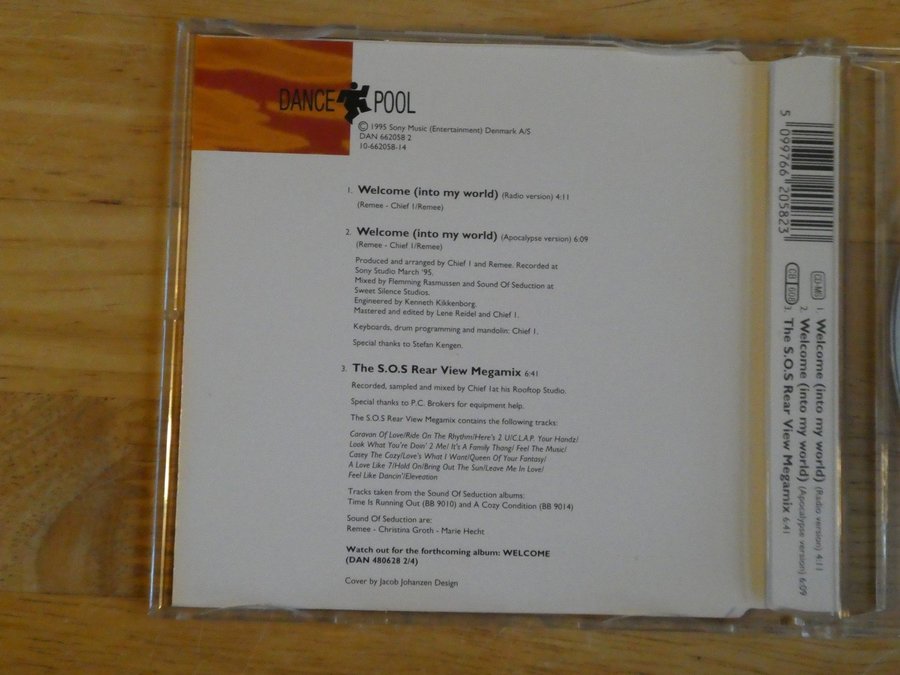 DANCE POOL
© 1995 Sony Music (Entertainment) Denmark A/S
DAN 662058 2
10-662058-14
1. Welcome (into my world) (Radio version) 4:11
(Remee - Chief 1/Remee)
2. Welcome (into my world) (Apocalypse version) 6:09
(Remee - Chief 1/Remee)
Produced and arranged by Chief 1 and Remee. Recorded at
Sony Studio March '95.
Mixed by Flemming Rasmussen and Sound Of Seduction at
Sweet Silence Studios.
Engineered by Kenneth Kikkenborg.
Mastered and edited by Lene Reidel and Chief 1.
Keyboards, drum programming and mandolin: Chief 1.
Special thanks to Stefan Kengen.
3. The S.O.S Rear View Megamix 6:41
Recorded, sampled and mixed by Chief 1at his Rooftop Studio.
Special thanks to P.C. Brokers for equipment help.
The S.O.S Rear View Megamix contains the following tracks:
Caravan Of Love/Ride On The Rhythm/Here's 2 U/C.L.A.P. Your Handz/
Look What You're Doin' 2 Me/ It's A Family Thang/ Feel The Music/
Casey The Cozy/Love's What I Want/Queen Of Your Fantasy/
A Love Like 7/Hold On/Bring Out The Sun/Leave Me In Love/
Feel Like Dancin'/Eleveation
Tracks taken from the Sound Of Seduction albums:
Time Is Running Out (BB 9010) and A Cozy Condition (BB 9014)
Sound Of Seduction are:
Remee - Christina Groth - Marie Hecht
Watch out for the forthcoming album: WELCOME
(DAN 480628 2/4)
Cover by Jacob Johanzen Design
5 099766 205823
CD-MS
CB 608
1. Welcome (into my world) (Radio version) 4:11
2. Welcome (into my world) (Apocalypse version) 6:09
3. The S.O.S Rear View Megamix 6:41